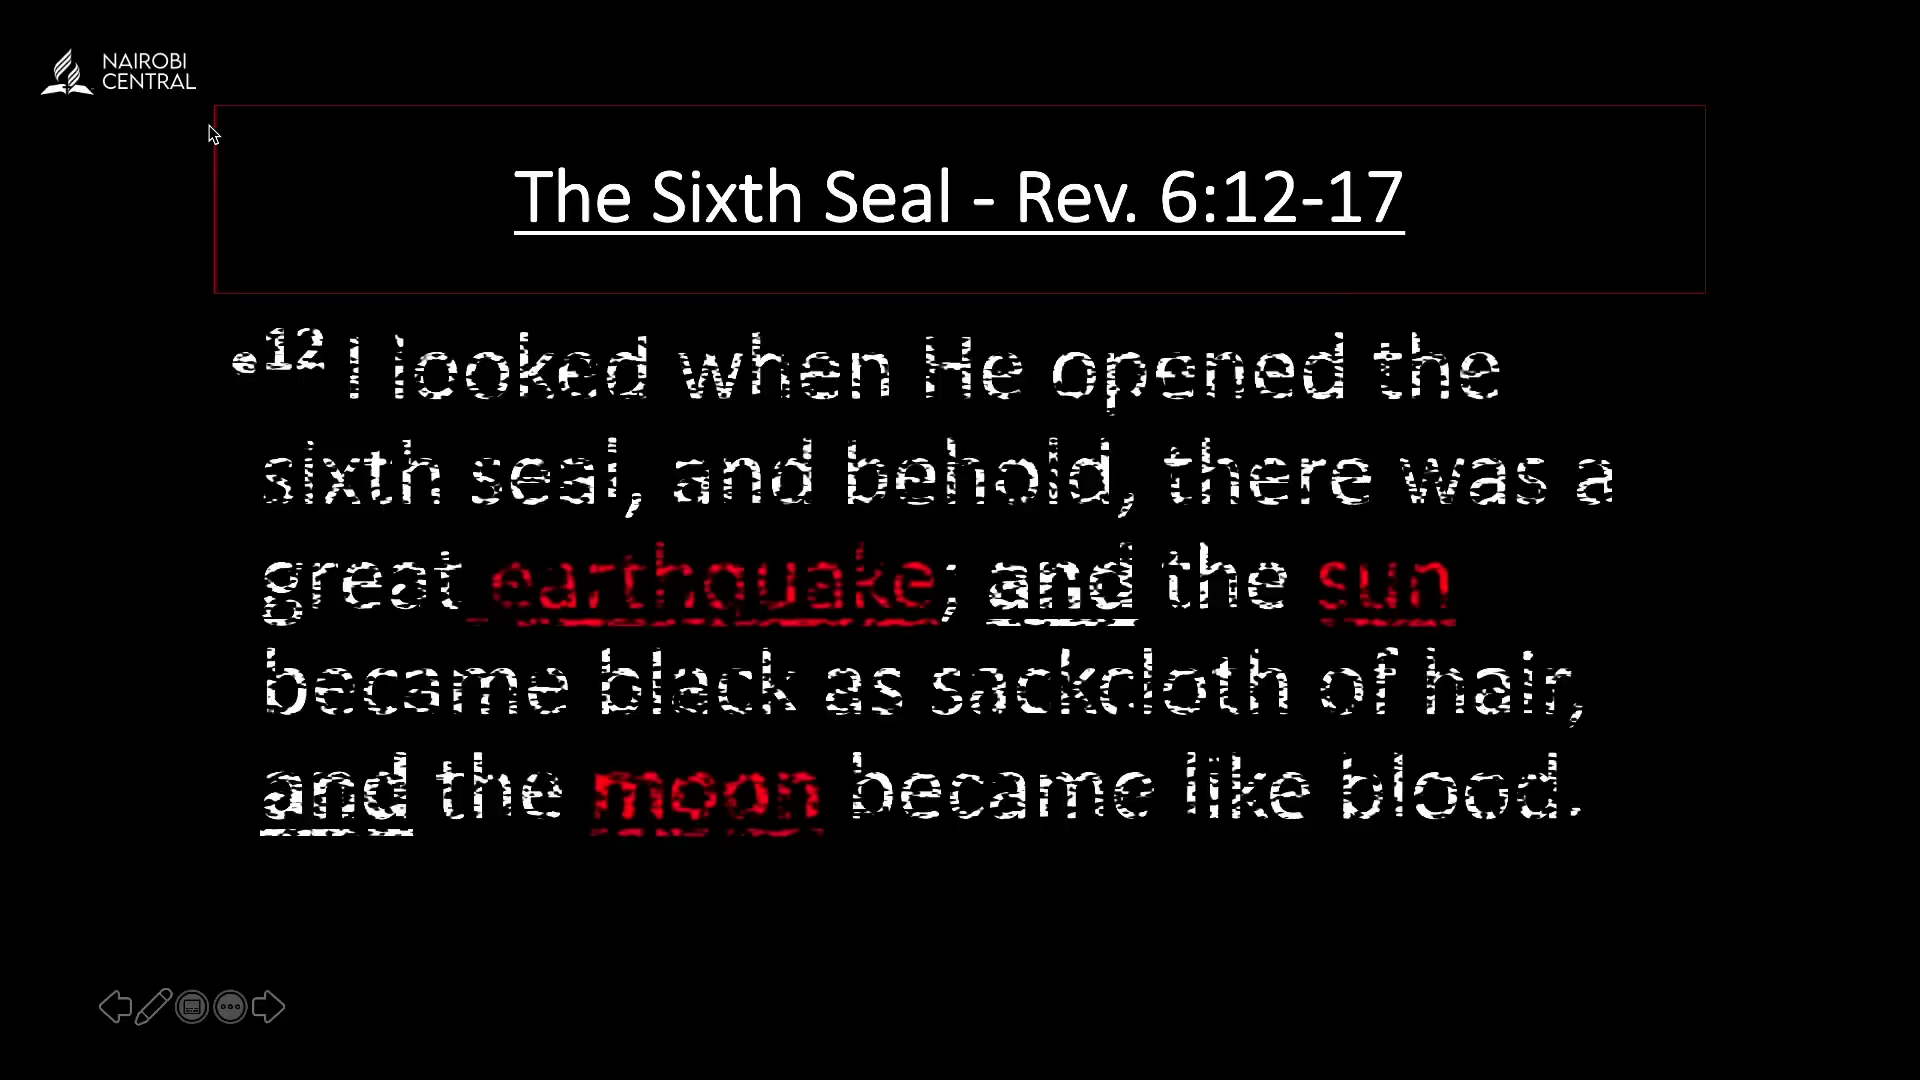 NAIROBI
CENTRAL
The Sixth Seal - Rev. 6:12-17
•12 I looked when He opened the
sixth seal, and behold, there was a
great earthquake; and the sun
became black as sackcloth of hair,
and the moon became like blood.